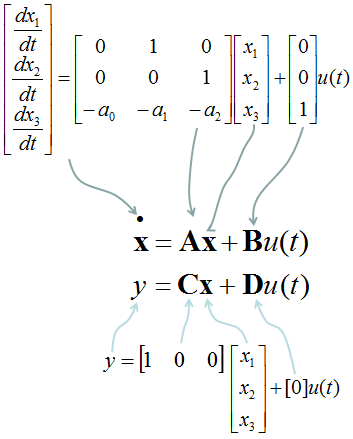 [dx₁/dt; dx₂/dt; dx₃/dt] = [0 1 0; 0 0 1; −a₀ −a₁ −a₂][x₁; x₂; x₃] + [0; 0; 1]u(t)
ẋ = Ax + Bu(t)
y = Cx + Du(t)
y = [1 0 0][x₁; x₂; x₃] + [0]u(t)